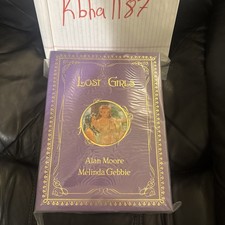 Kbha1187
Lost Girls
Alan Moore
Melinda Gebbie